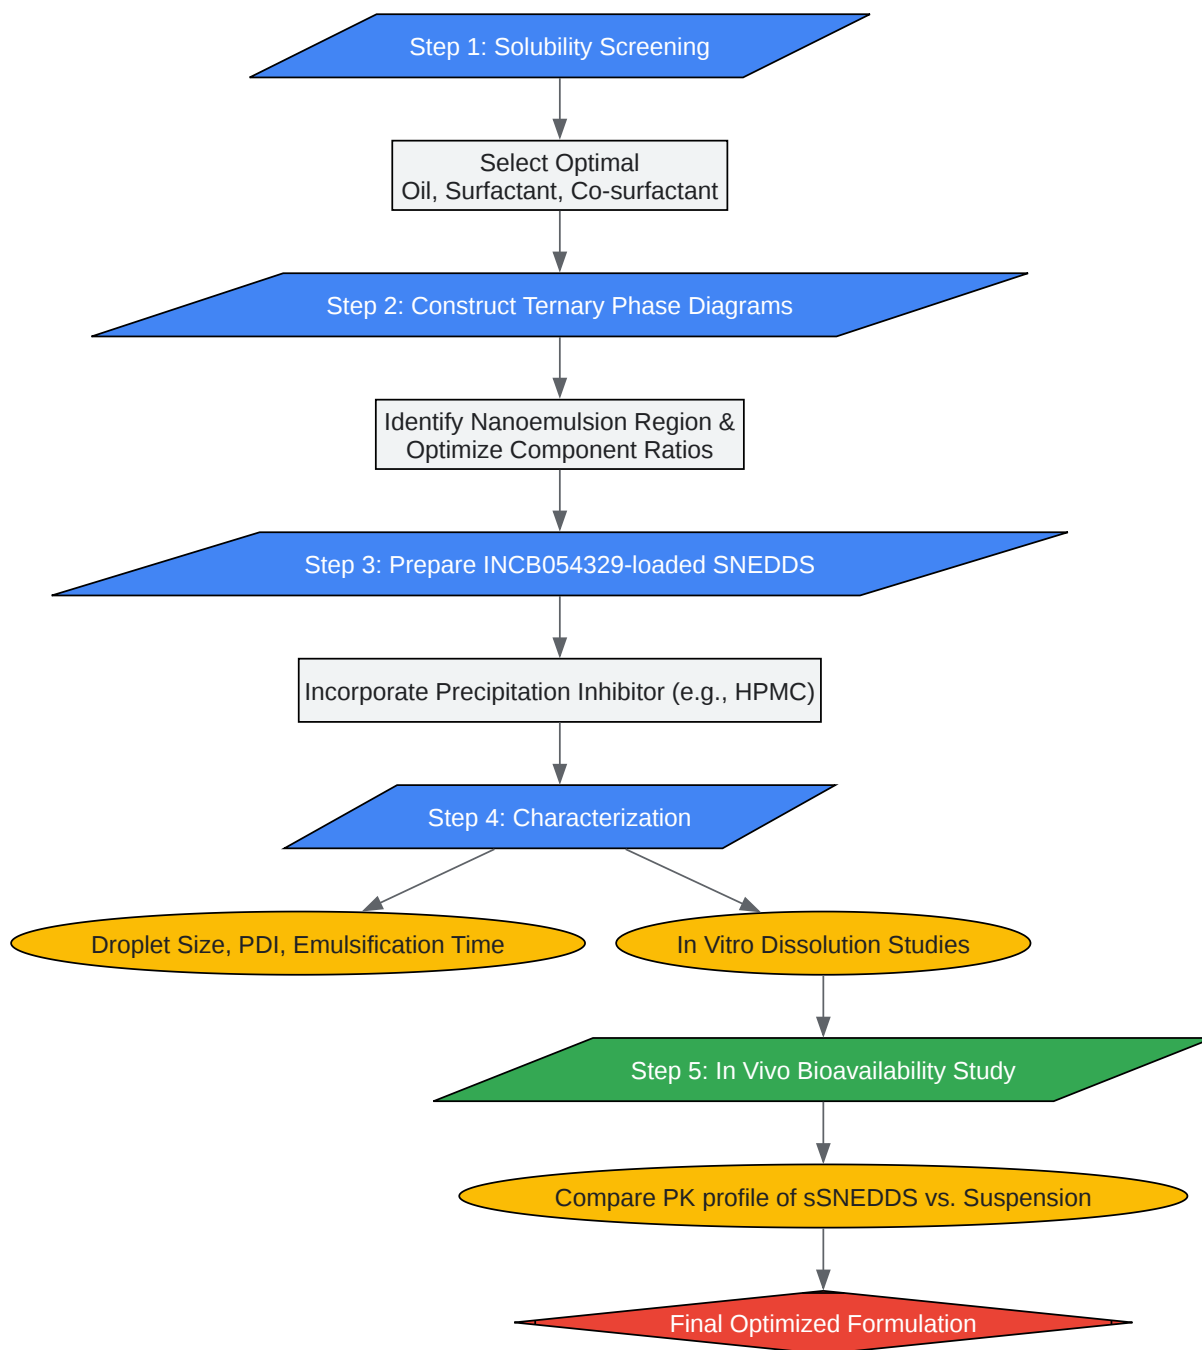 Step 1: Solubility Screening
Select Optimal
Oil, Surfactant, Co-surfactant
Step 2: Construct Ternary Phase Diagrams
Identify Nanoemulsion Region &
Optimize Component Ratios
Step 3: Prepare INCB054329-loaded SNEDDS
Incorporate Precipitation Inhibitor (e.g., HPMC)
Step 4: Characterization
Droplet Size, PDI, Emulsification Time
In Vitro Dissolution Studies
Step 5: In Vivo Bioavailability Study
Compare PK profile of sSNEDDS vs. Suspension
Final Optimized Formulation